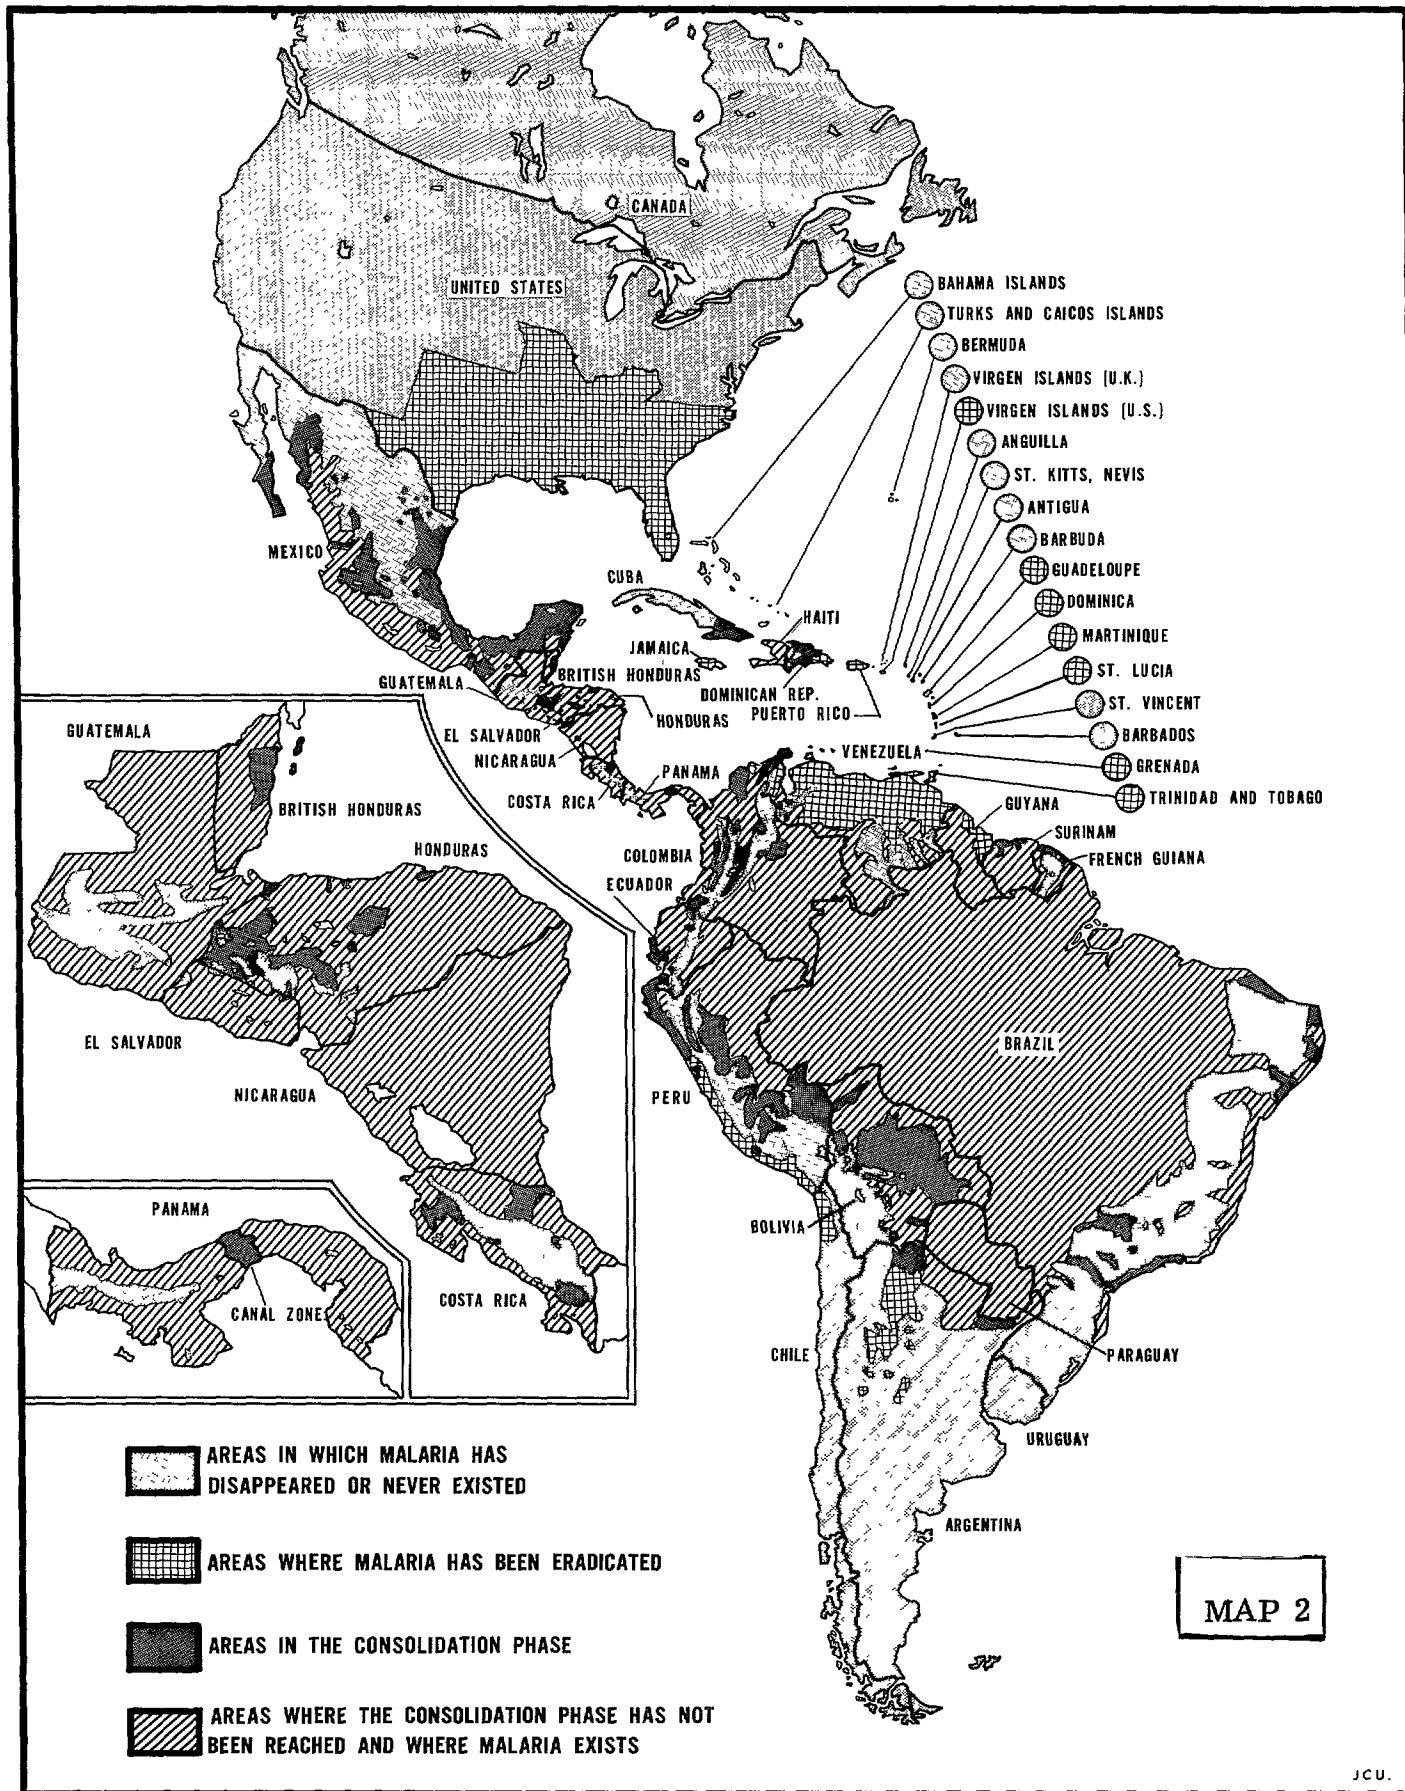 CANADA
UNITED STATES
BAHAMA ISLANDS
TURKS AND CAICOS ISLANDS
BERMUDA
VIRGEN ISLANDS (U.K.)
VIRGEN ISLANDS (U.S.)
ANGUILLA
ST. KITTS, NEVIS
ANTIGUA
BARBUDA
GUADELOUPE
DOMINICA
MARTINIQUE
ST. LUCIA
ST. VINCENT
BARBADOS
GRENADA
TRINIDAD AND TOBAGO
MEXICO
CUBA
HAITI
JAMAICA
BRITISH HONDURAS
DOMINICAN REP.
PUERTO RICO
GUATEMALA
HONDURAS
EL SALVADOR
NICARAGUA
PANAMA
COSTA RICA
VENEZUELA
GUYANA
SURINAM
FRENCH GUIANA
COLOMBIA
ECUADOR
BRAZIL
PERU
BOLIVIA
CHILE
PARAGUAY
URUGUAY
ARGENTINA
GUATEMALA
BRITISH HONDURAS
HONDURAS
EL SALVADOR
NICARAGUA
COSTA RICA
PANAMA
CANAL ZONE
AREAS IN WHICH MALARIA HAS
DISAPPEARED OR NEVER EXISTED
AREAS WHERE MALARIA HAS BEEN ERADICATED
AREAS IN THE CONSOLIDATION PHASE
AREAS WHERE THE CONSOLIDATION PHASE HAS NOT
BEEN REACHED AND WHERE MALARIA EXISTS
MAP 2
JCU.